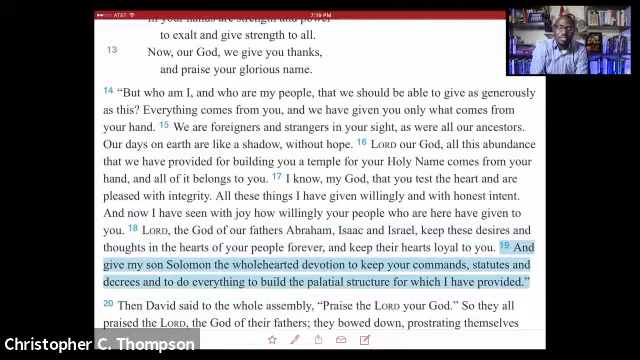 AT&T
7:19 PM
In your hands are strength and power
to exalt and give strength to all.
13 Now, our God, we give you thanks,
and praise your glorious name.
14 “But who am I, and who are my people, that we should be able to give as generously
as this? Everything comes from you, and we have given you only what comes from
your hand. 15 We are foreigners and strangers in your sight, as were all our ancestors.
Our days on earth are like a shadow, without hope. 16 LORD our God, all this abundance
that we have provided for building you a temple for your Holy Name comes from your
hand, and all of it belongs to you. 17 I know, my God, that you test the heart and are
pleased with integrity. All these things I have given willingly and with honest intent.
And now I have seen with joy how willingly your people who are here have given to
you. 18 LORD, the God of our fathers Abraham, Isaac and Israel, keep these desires and
thoughts in the hearts of your people forever, and keep their hearts loyal to you. 19 And
give my son Solomon the wholehearted devotion to keep your commands, statutes and
decrees and to do everything to build the palatial structure for which I have provided.”
20 Then David said to the whole assembly, “Praise the LORD your God.” So they all
praised the LORD, the God of their fathers; they bowed down, prostrating themselves
Christopher C. Thompson